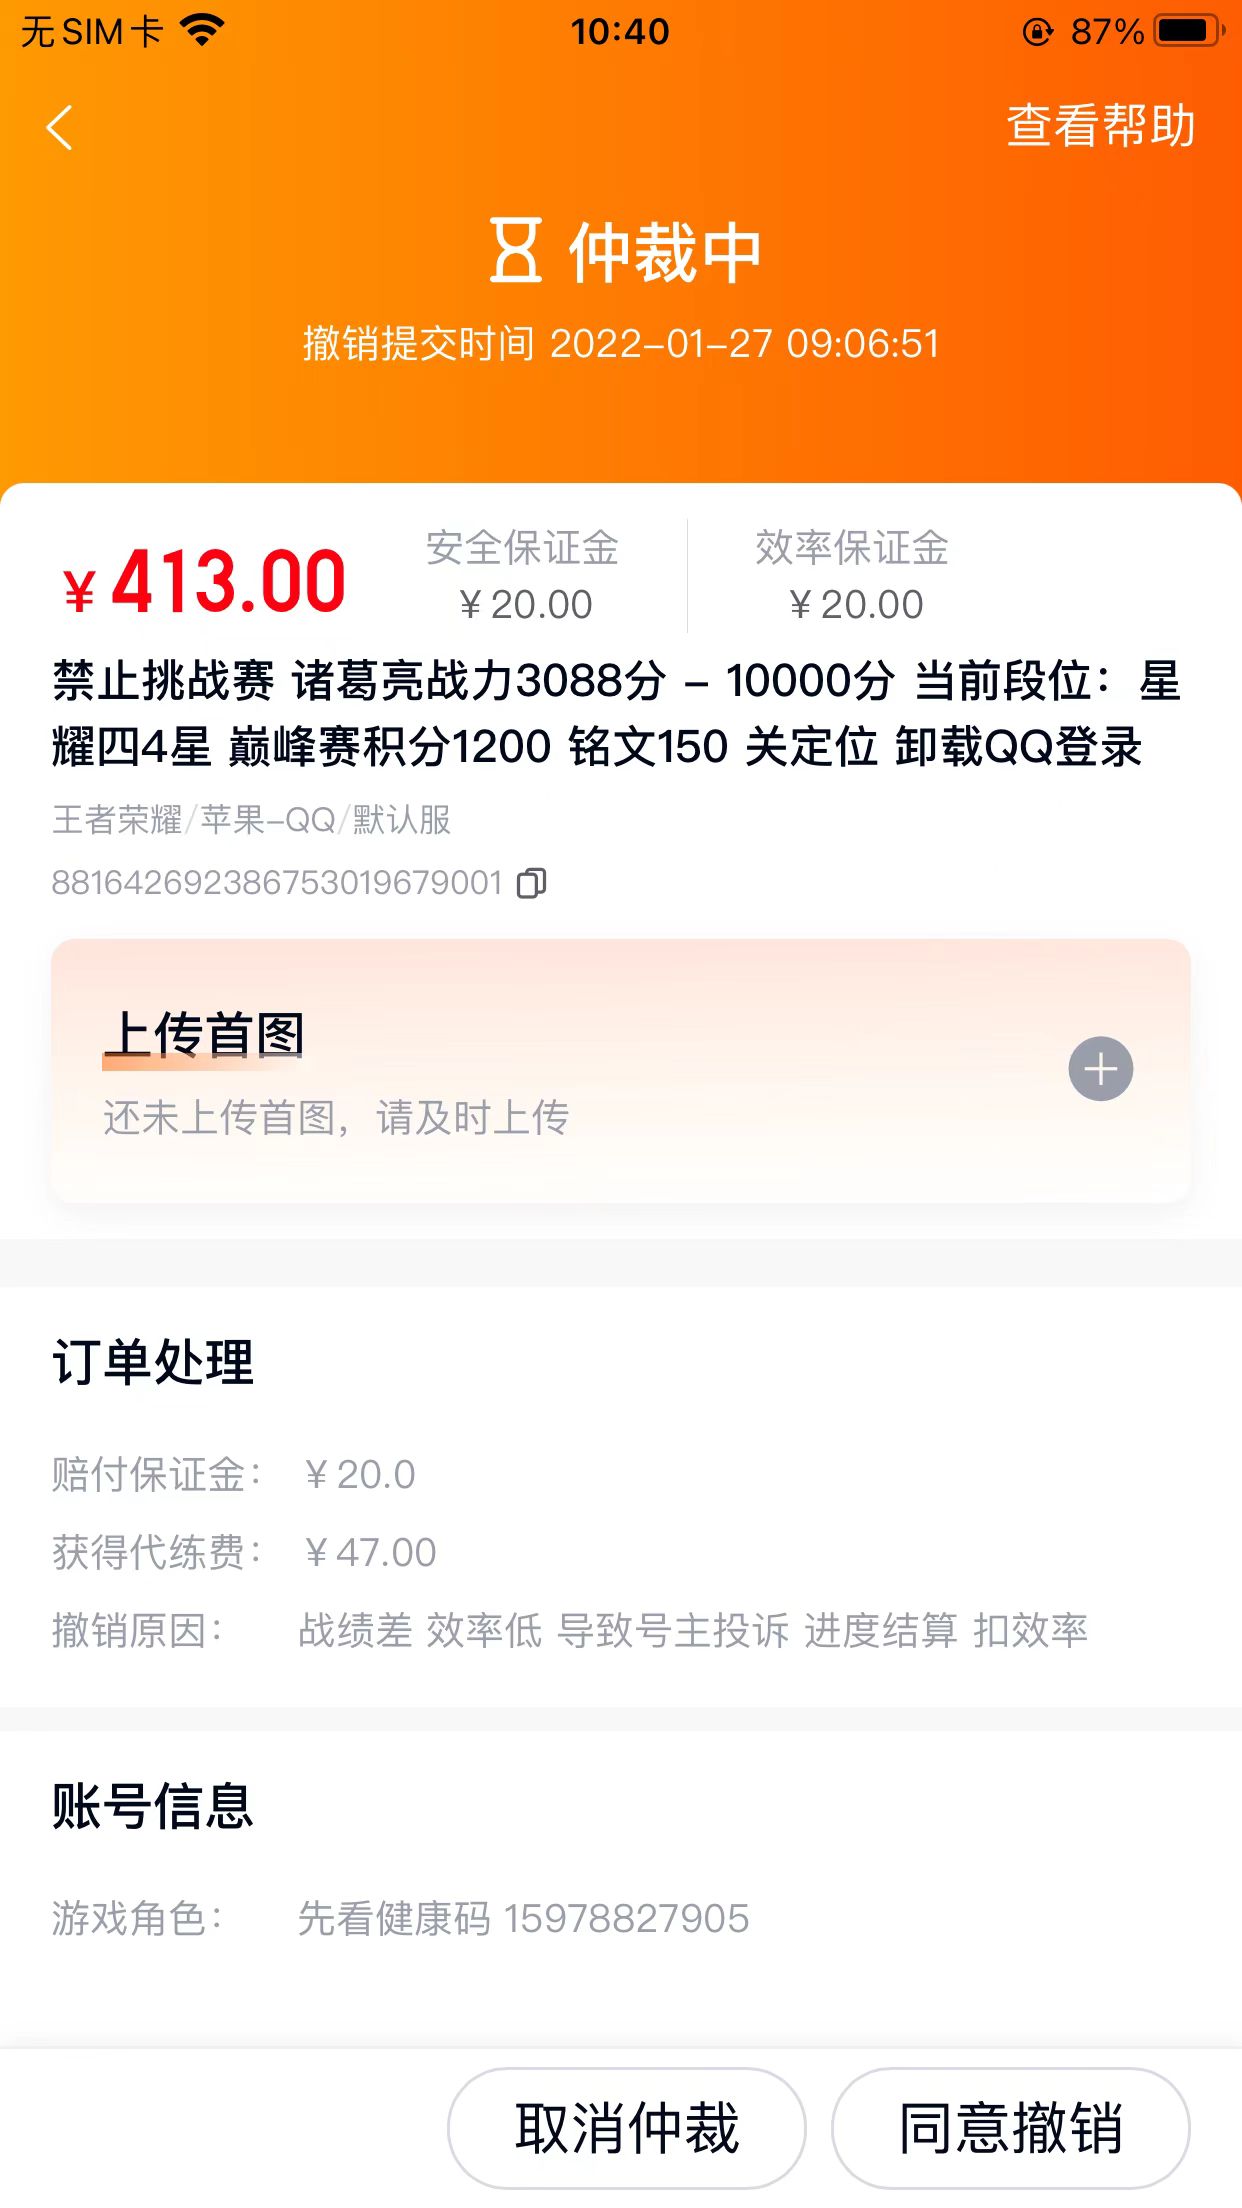 无SIM卡 10:40 87%
查看帮助
仲裁中
撤销提交时间 2022-01-27 09:06:51
¥413.00 安全保证金 效率保证金
¥20.00 ¥20.00
禁止挑战赛 诸葛亮战力3088分 – 10000分 当前段位：星
耀四4星 巅峰赛积分1200 铭文150 关定位 卸载QQ登录
王者荣耀/苹果-QQ/默认服
881642692386753019679001
上传首图
还未上传首图，请及时上传
订单处理
赔付保证金： ¥20.0
获得代练费： ¥47.00
撤销原因： 战绩差 效率低 导致号主投诉 进度结算 扣效率
账号信息
游戏角色： 先看健康码 15978827905
取消仲裁 同意撤销